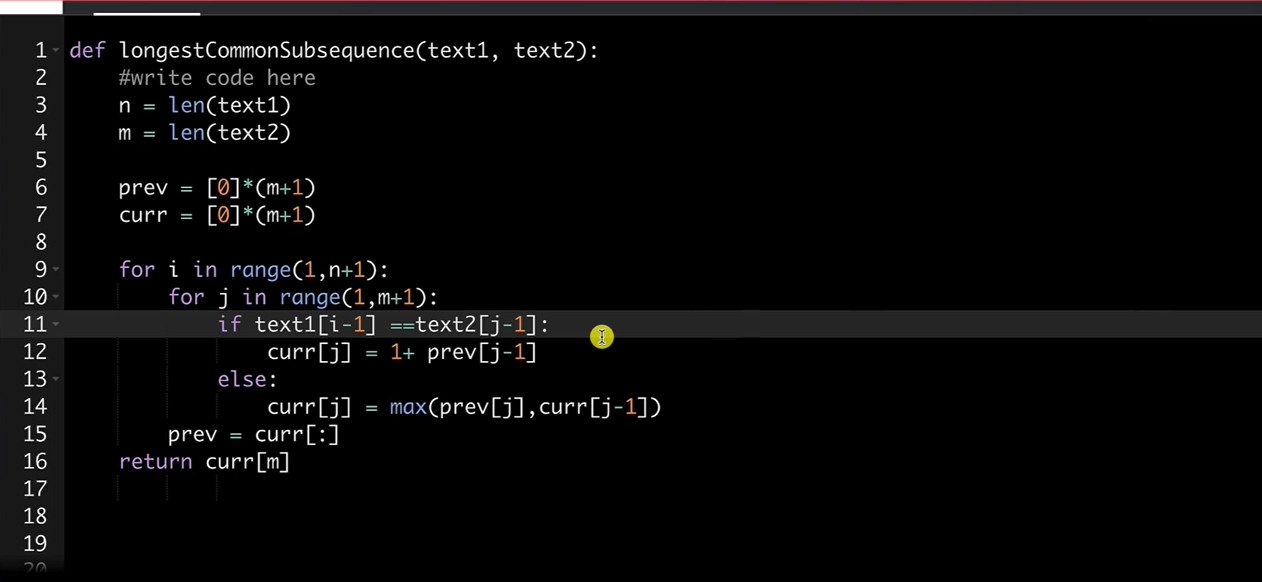 1 def longestCommonSubsequence(text1, text2):
2     #write code here
3     n = len(text1)
4     m = len(text2)
5
6     prev = [0]*(m+1)
7     curr = [0]*(m+1)
8
9     for i in range(1,n+1):
10         for j in range(1,m+1):
11             if text1[i-1] ==text2[j-1]:
12                 curr[j] = 1+ prev[j-1]
13             else:
14                 curr[j] = max(prev[j],curr[j-1])
15         prev = curr[:]
16     return curr[m]
17
18
19
20